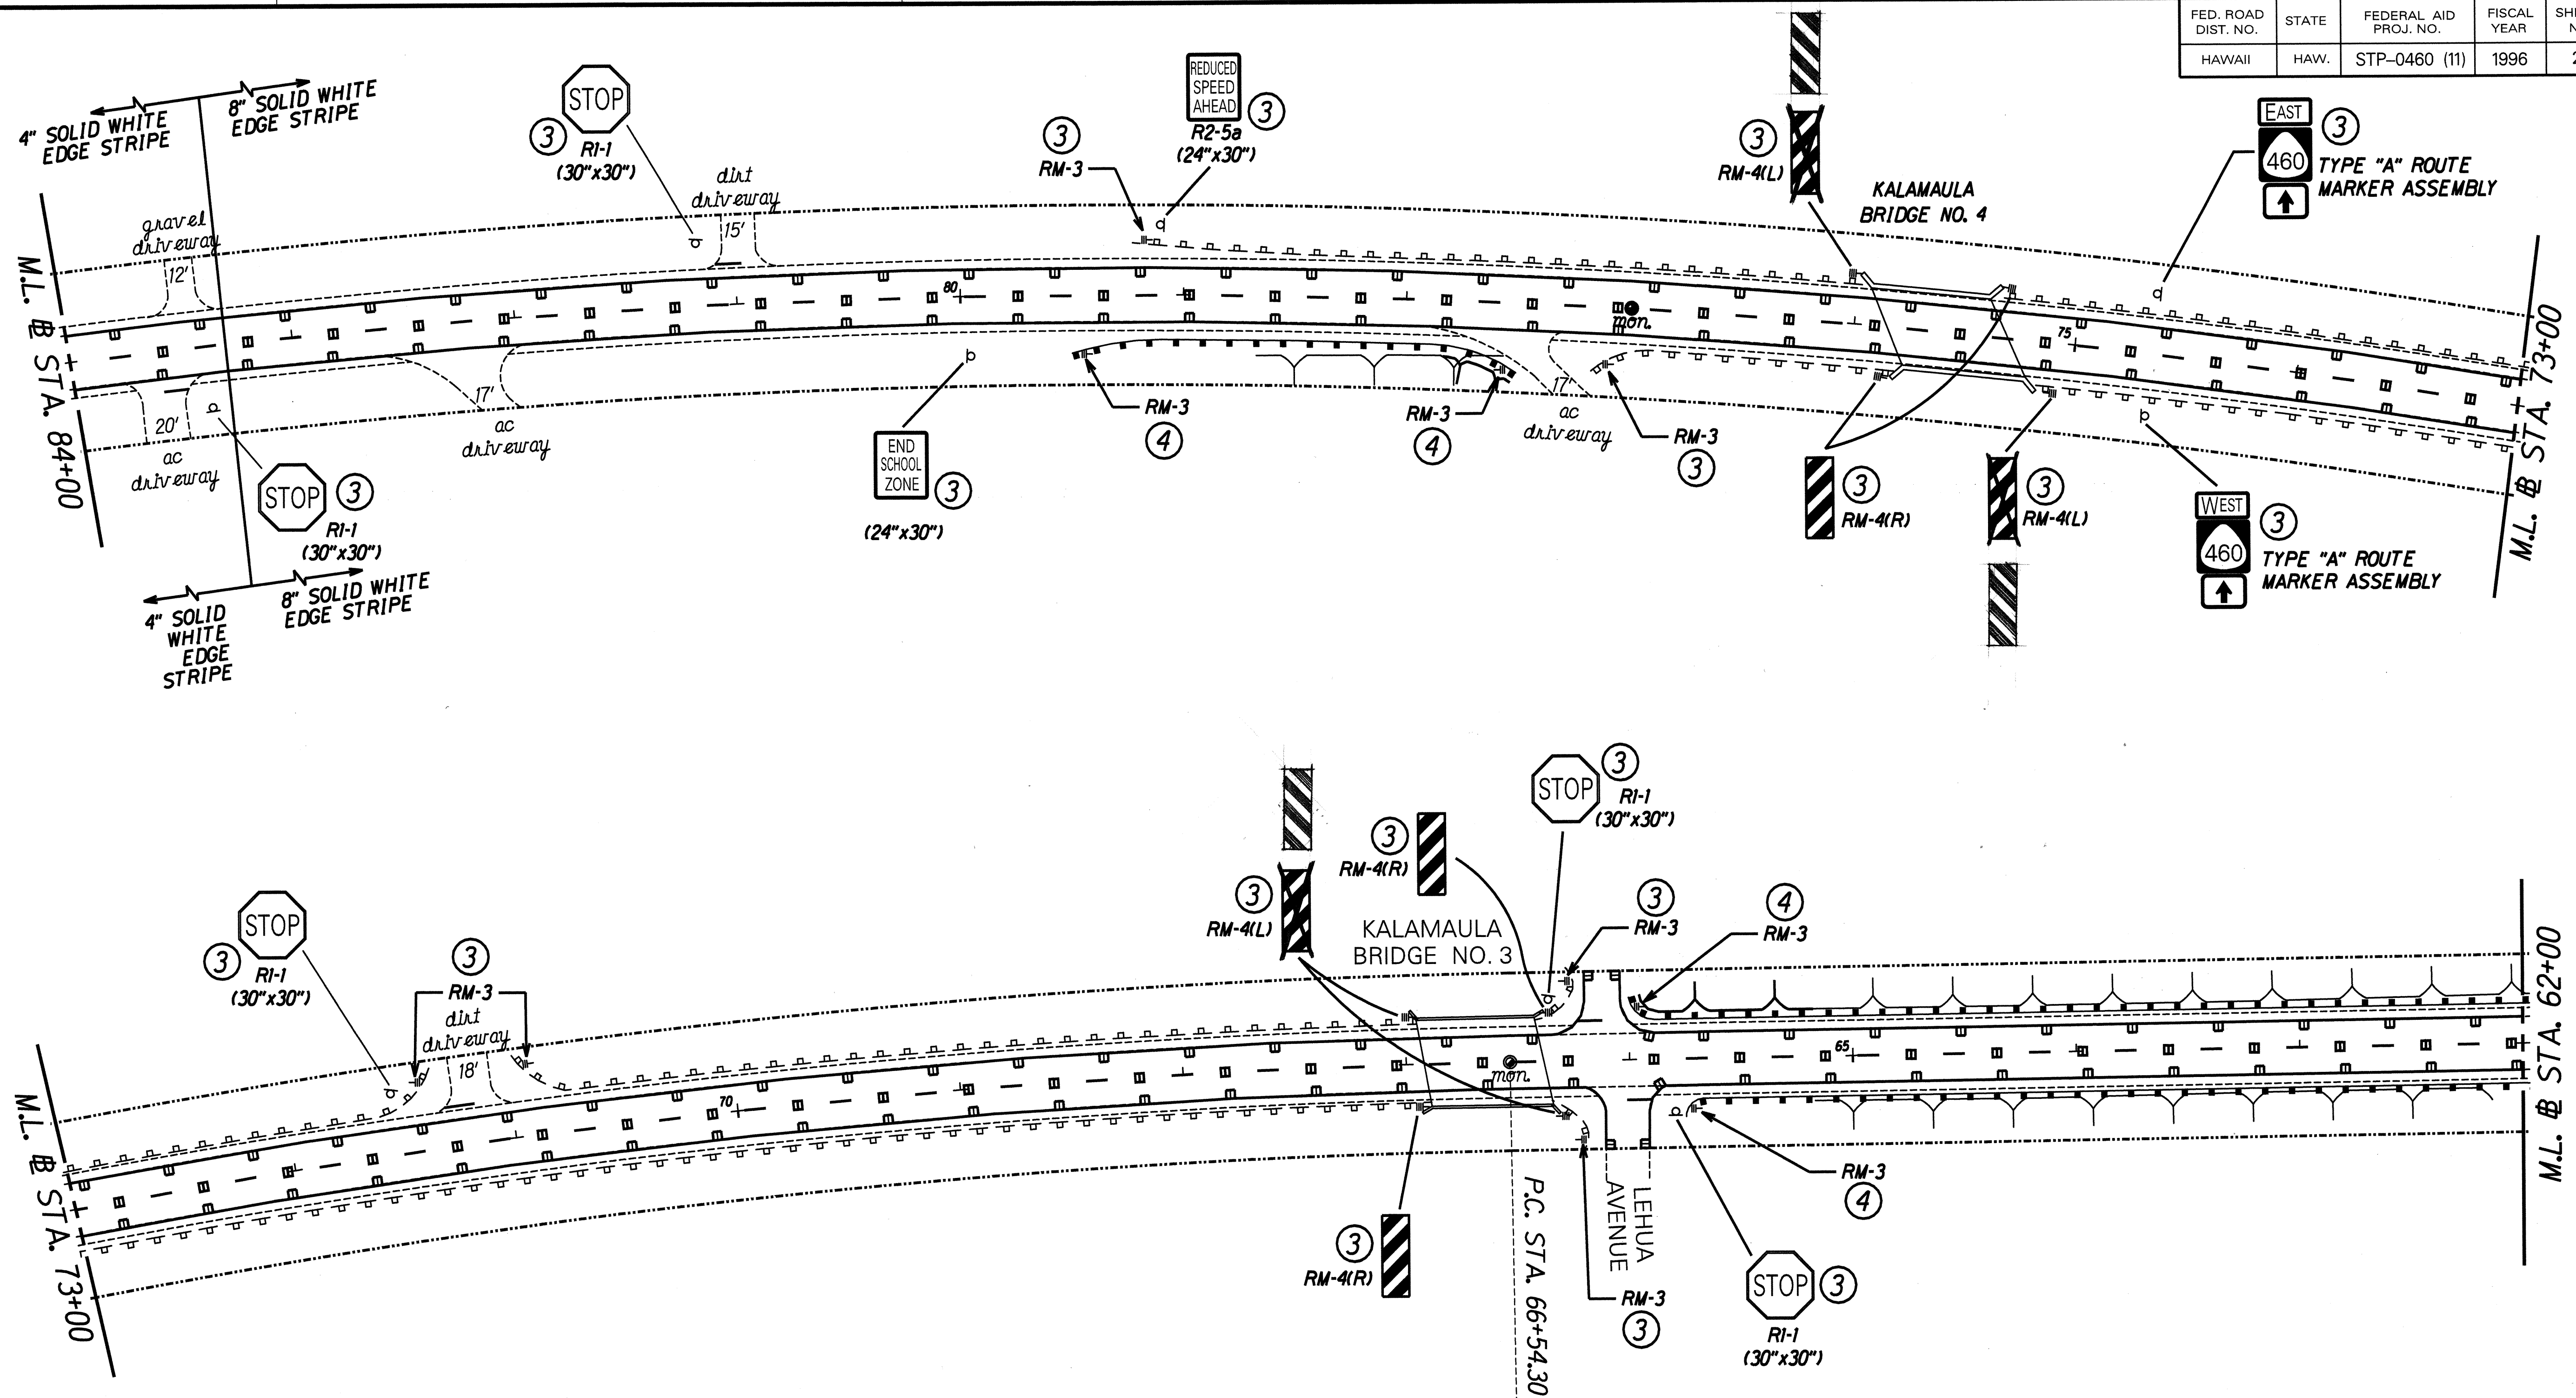 FED. ROAD DIST. NO.
STATE
FEDERAL AID PROJ. NO.
FISCAL YEAR
HAWAII
HAW.
STP-0460 (11)
1996
4" SOLID WHITE
EDGE STRIPE
8" SOLID WHITE
EDGE STRIPE
STOP
3
R1-1
(30"x30")
3
RM-3
REDUCED
SPEED
AHEAD
3
R2-5a
(24"x30")
3
RM-4(L)
KALAMAULA
BRIDGE NO. 4
EAST
460
3
TYPE "A" ROUTE
MARKER ASSEMBLY
gravel
driveway
12'
dirt
driveway
15'
80
mon.
75
M.L. B STA. 84+00
M.L. B STA. 73+00
20'
ac
driveway
17'
ac
driveway
STOP
3
R1-1
(30"x30")
END
SCHOOL
ZONE
3
(24"x30")
RM-3
4
RM-3
4
17'
ac
driveway
RM-3
3
3
RM-4(R)
3
RM-4(L)
WEST
460
3
TYPE "A" ROUTE
MARKER ASSEMBLY
4" SOLID
WHITE
EDGE
STRIPE
8" SOLID WHITE
EDGE STRIPE
STOP
3
R1-1
(30"x30")
3
RM-3
dirt
driveway
18'
3
RM-4(L)
3
RM-4(R)
KALAMAULA
BRIDGE NO. 3
STOP
3
R1-1
(30"x30")
3
RM-3
4
RM-3
70
mon.
65
M.L. B STA. 73+00
M.L. B STA. 62+00
3
RM-4(R)
P.C. STA. 66+54.30
LEHUA
AVENUE
RM-3
3
RM-3
4
STOP
3
R1-1
(30"x30")